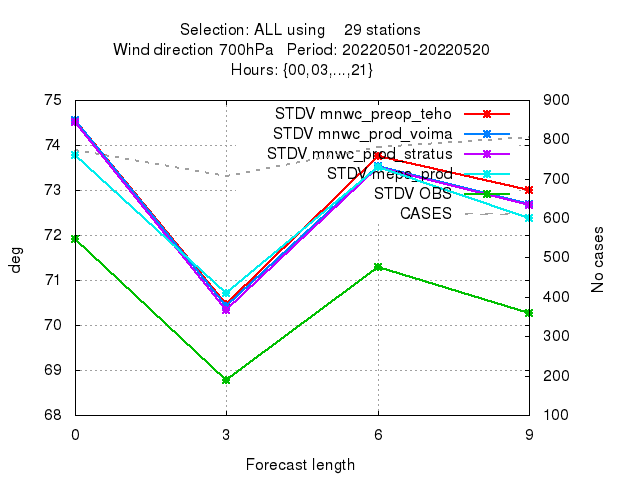 Selection: ALL using 29 stations
Wind direction 700hPa Period: 20220501-20220520
Hours: {00,03,...,21}
75 900
74 800
73 700
72 600
71 500
70 400
69 300
68 200
100
STDV mnwc_preop_teho
STDV mnwc_prod_voima
STDV mnwc_prod_stratus
STDV meps_prod
STDV OBS
CASES
deg
No cases
0 3 6 9
Forecast length